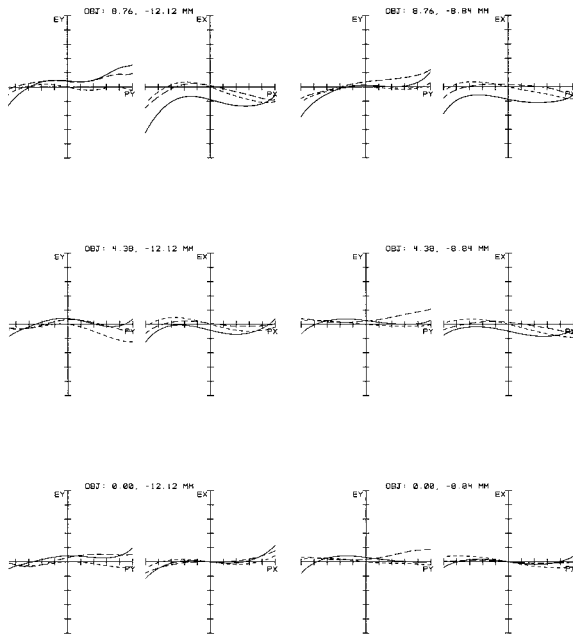 OBJ: 8.76, -12.12 MM
EY
EX
PY
PX
OBJ: 8.76, -8.84 MM
EY
EX
PY
PX
OBJ: 4.38, -12.12 MM
EY
EX
PY
PX
OBJ: 4.38, -8.84 MM
EY
EX
PY
PX
OBJ: 0.00, -12.12 MM
EY
EX
PY
PX
OBJ: 0.00, -8.84 MM
EY
EX
PY
PX